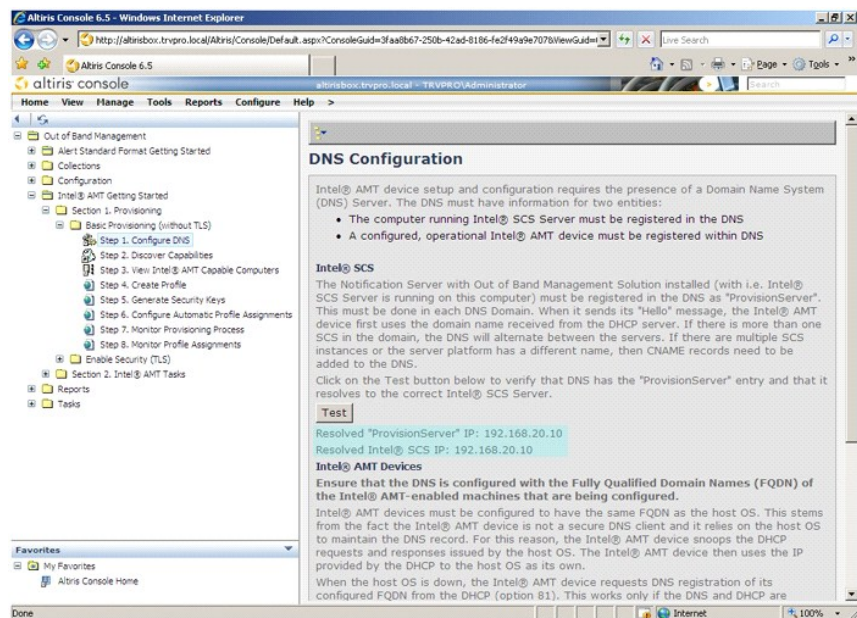 Altiris Console 6.5 - Windows Internet Explorer
http://altirisbox.trvpro.local/Altiris/Console/Default.aspx?ConsoleGuid=3faa8b67-250b-42ad-8186-fe2f49a9e707&ViewGuid=
Live Search
Altiris Console 6.5
Page
Tools
altiris console
altirisbox.trvpro.local - TRVPRO\Administrator
Search
Home View Manage Tools Reports Configure Help >
Out of Band Management
Alert Standard Format Getting Started
Collections
Configuration
Intel® AMT Getting Started
Section 1. Provisioning
Basic Provisioning (without TLS)
Step 1. Configure DNS
Step 2. Discover Capabilities
Step 3. View Intel® AMT Capable Computers
Step 4. Create Profile
Step 5. Generate Security Keys
Step 6. Configure Automatic Profile Assignments
Step 7. Monitor Provisioning Process
Step 8. Monitor Profile Assignments
Enable Security (TLS)
Section 2. Intel® AMT Tasks
Reports
Tasks
Favorites
My Favorites
Altiris Console Home
DNS Configuration
Intel® AMT device setup and configuration requires the presence of a Domain Name System
(DNS) Server. The DNS must have information for two entities:
• The computer running Intel® SCS Server must be registered in the DNS
• A configured, operational Intel® AMT device must be registered within DNS
Intel® SCS
The Notification Server with Out of Band Management Solution installed (with i.e. Intel®
SCS Server is running on this computer) must be registered in the DNS as "ProvisionServer".
This must be done in each DNS Domain. When it sends its "Hello" message, the Intel® AMT
device first uses the domain name received from the DHCP server. If there is more than one
SCS in the domain, the DNS will alternate between the servers. If there are multiple SCS
instances or the server platform has a different name, then CNAME records need to be
added to the DNS.
Click on the Test button below to verify that DNS has the "ProvisionServer" entry and that it
resolves to the correct Intel® SCS Server.
Test
Resolved "ProvisionServer" IP: 192.168.20.10
Resolved Intel® SCS IP: 192.168.20.10
Intel® AMT Devices
Ensure that the DNS is configured with the Fully Qualified Domain Names (FQDN) of
the Intel® AMT-enabled machines that are being configured.
Intel® AMT devices must be configured to have the same FQDN as the host OS. This stems
from the fact the Intel® AMT device is not a secure DNS client and it relies on the host OS
to maintain the DNS record. For this reason, the Intel® AMT device snoops the DHCP
requests and responses issued by the host OS. The Intel® AMT device then uses the IP
provided by the DHCP to the host OS as its own.
When the host OS is down, the Intel® AMT device requests DNS registration of its
configured FQDN from the DHCP (option 81). This works only if the DNS and DHCP are
Done
Internet
100%